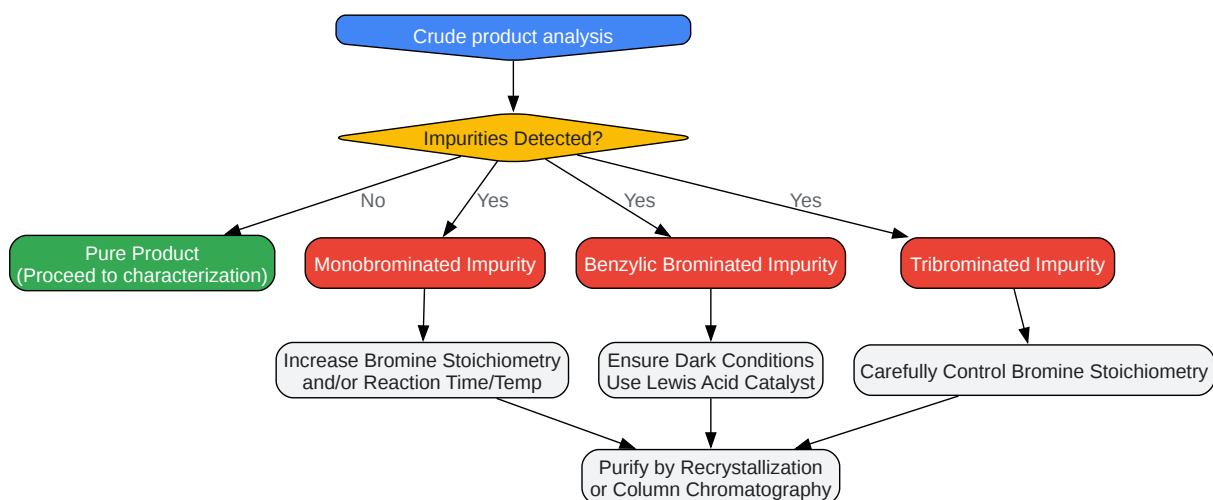 Crude product analysis
Impurities Detected?
No
Yes
Yes
Yes
Pure Product
(Proceed to characterization)
Monobrominated Impurity
Benzylic Brominated Impurity
Tribrominated Impurity
Increase Bromine Stoichiometry
and/or Reaction Time/Temp
Ensure Dark Conditions
Use Lewis Acid Catalyst
Carefully Control Bromine Stoichiometry
Purify by Recrystallization
or Column Chromatography